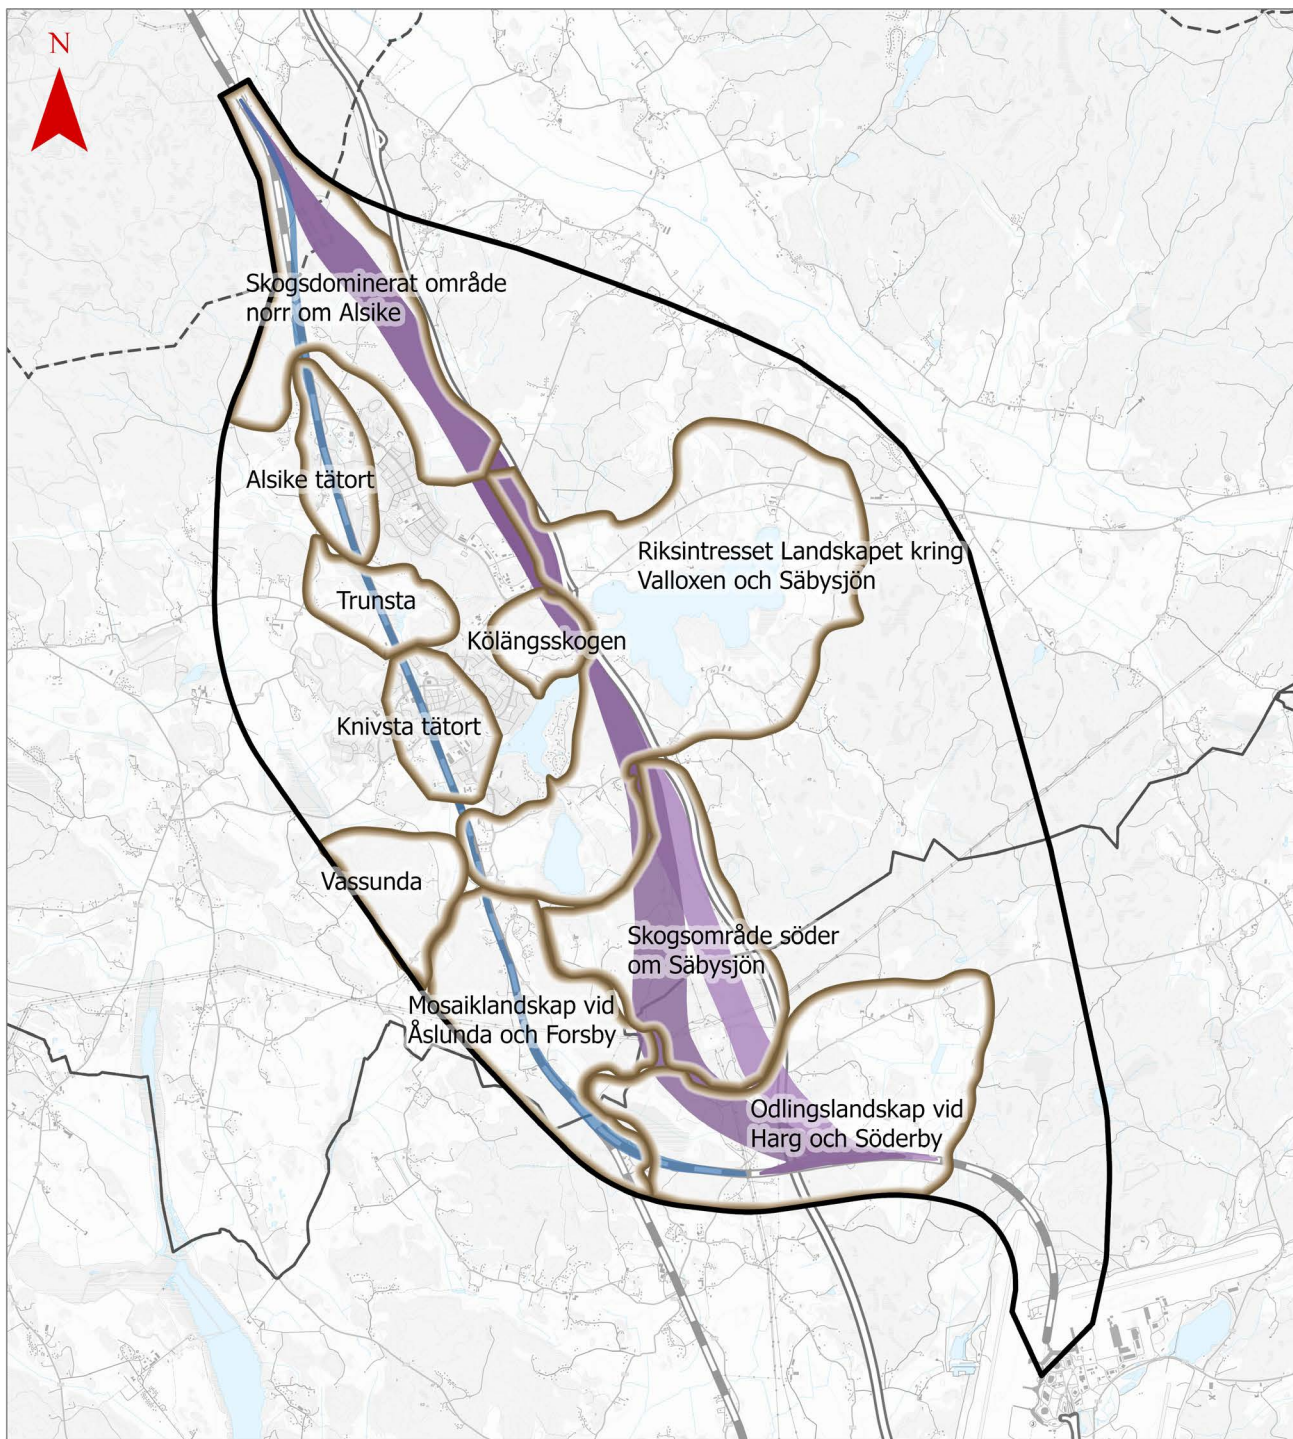 N
Skogsdominerat område
norr om Alsike
Alsike tätort
Riksintresset Landskapet kring
Valloxen och Säbysjön
Trunsta
Kölängsskogen
Knivsta tätort
Vassunda
Skogsområde söder
om Säbysjön
Mosaiklandskap vid
Åslunda och Forsby
Odlingslandskap vid
Harg och Söderby